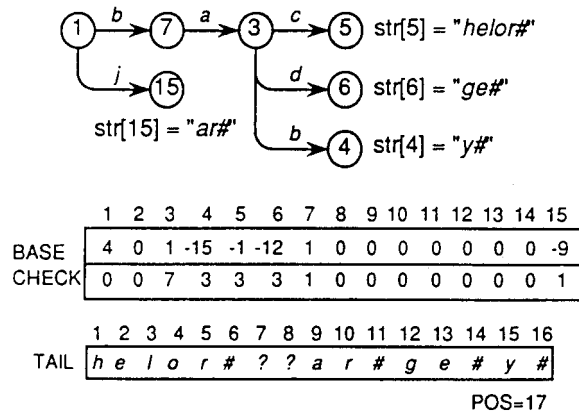 b a c
1 7 3 5 str[5] = "helor#"
j d
15 6 str[6] = "ge#"
str[15] = "ar#" b 4 str[4] = "y#"
1 2 3 4 5 6 7 8 9 10 11 12 13 14 15
BASE 4 0 1 -15 -1 -12 1 0 0 0 0 0 0 0 -9
CHECK 0 0 7 3 3 3 1 0 0 0 0 0 0 0 1
1 2 3 4 5 6 7 8 9 10 11 12 13 14 15 16
TAIL h e l o r # ? ? a r # g e # y #
POS=17